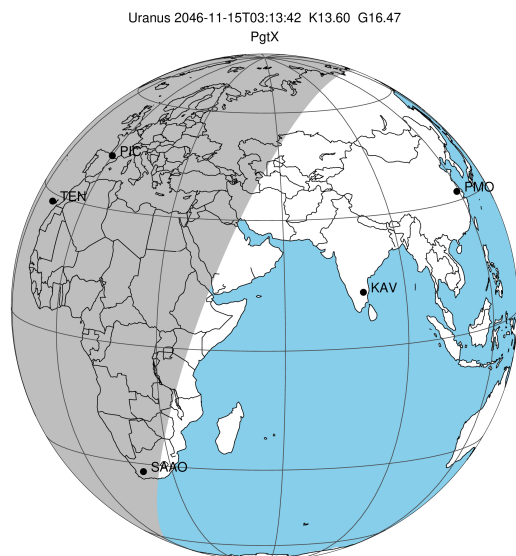 Uranus 2046-11-15T03:13:42 K13.60 G16.47
PgtX
PIC
TEN
PMO
KAV
SAAO